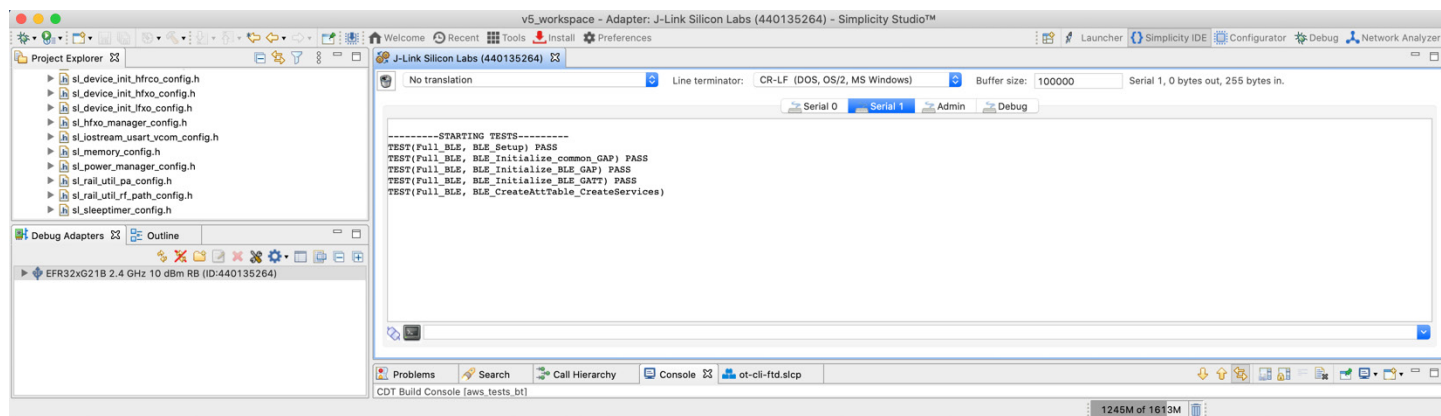 v5_workspace - Adapter: J-Link Silicon Labs (440135264) - Simplicity Studio™
Welcome Recent Tools Install Preferences Launcher Simplicity IDE Configurator Debug Network Analyzer
Project Explorer
sl_device_init_hfrco_config.h
sl_device_init_hfxo_config.h
sl_device_init_lfxo_config.h
sl_hfxo_manager_config.h
sl_iostream_usart_vcom_config.h
sl_memory_config.h
sl_power_manager_config.h
sl_rail_util_pa_config.h
sl_rail_util_rf_path_config.h
sl_sleeptimer_config.h
Debug Adapters Outline
EFR32xG21B 2.4 GHz 10 dBm RB (ID:440135264)
J-Link Silicon Labs (440135264)
No translation Line terminator: CR-LF (DOS, OS/2, MS Windows) Buffer size: 100000 Serial 1, 0 bytes out, 255 bytes in.
Serial 0 Serial 1 Admin Debug
---------STARTING TESTS---------
TEST(Full_BLE, BLE_Setup) PASS
TEST(Full_BLE, BLE_Initialize_common_GAP) PASS
TEST(Full_BLE, BLE_Initialize_BLE_GAP) PASS
TEST(Full_BLE, BLE_Initialize_BLE_GATT) PASS
TEST(Full_BLE, BLE_CreateAttTable_CreateServices)
Problems Search Call Hierarchy Console ot-cli-ftd.slcp
CDT Build Console [aws_tests_bt]
1245M of 1613M